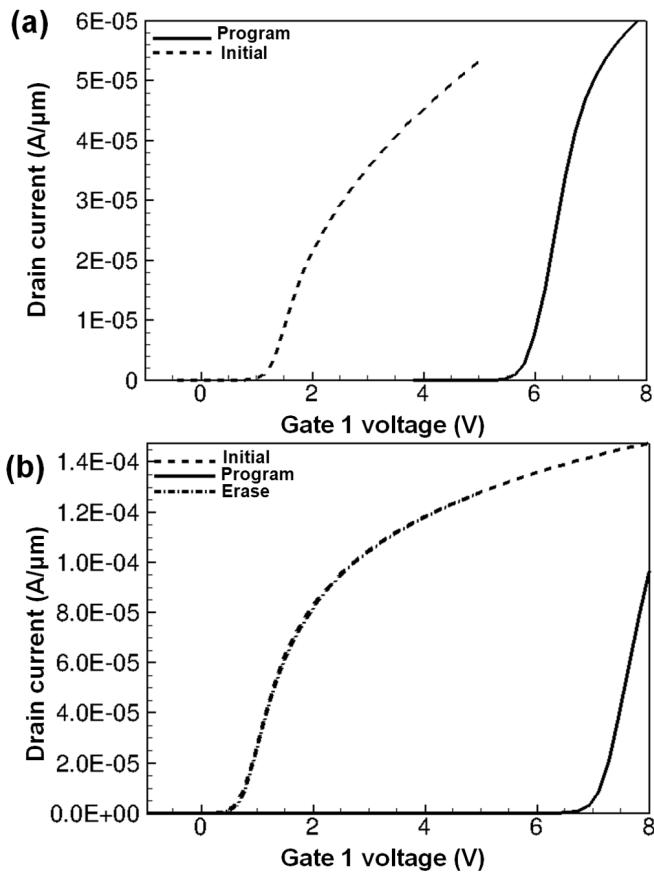 (a)
Program
Initial
6E-05
5E-05
4E-05
3E-05
2E-05
1E-05
0
Drain current (A/µm)
0 2 4 6 8
Gate 1 voltage (V)
(b)
Initial
Program
Erase
1.4E-04
1.2E-04
1.0E-04
8.0E-05
6.0E-05
4.0E-05
2.0E-05
0.0E+00
Drain current (A/µm)
0 2 4 6 8
Gate 1 voltage (V)